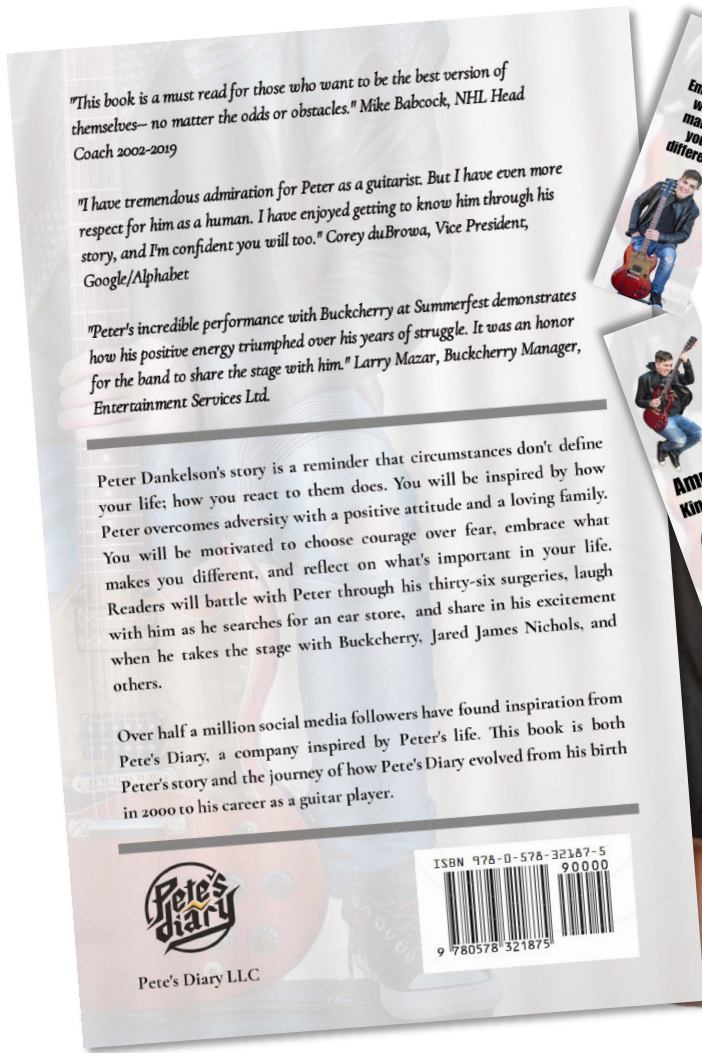 "This book is a must read for those who want to be the best version of
themselves— no matter the odds or obstacles." Mike Babcock, NHL Head
Coach 2002-2019
"I have tremendous admiration for Peter as a guitarist. But I have even more
respect for him as a human. I have enjoyed getting to know him through his
story, and I'm confident you will too." Corey duBrowa, Vice President,
Google/Alphabet
"Peter's incredible performance with Buckcherry at Summerfest demonstrates
how his positive energy triumphed over his years of struggle. It was an honor
for the band to share the stage with him." Larry Mazar, Buckcherry Manager,
Entertainment Services Ltd.
Peter Dankelson's story is a reminder that circumstances don't define
your life; how you react to them does. You will be inspired by how
Peter overcomes adversity with a positive attitude and a loving family.
You will be motivated to choose courage over fear, embrace what
makes you different, and reflect on what's important in your life.
Readers will battle with Peter through his thirty-six surgeries, laugh
with him as he searches for an ear store, and share in his excitement
when he takes the stage with Buckcherry, Jared James Nichols, and
others.
Over half a million social media followers have found inspiration from
Pete's Diary, a company inspired by Peter's life. This book is both
Peter's story and the journey of how Pete's Diary evolved from his birth
in 2000 to his career as a guitar player.
Pete's
diary
Pete's Diary LLC
ISBN 978-0-578-32187-5
90000
9 780578 321875